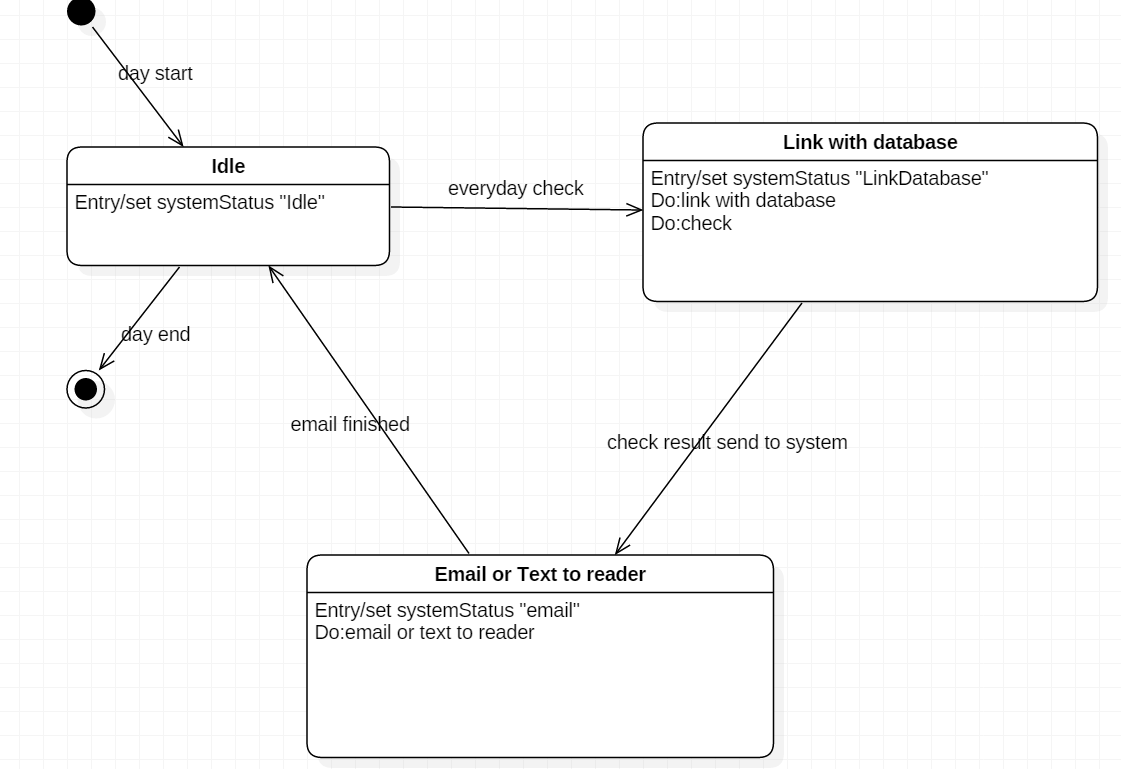 day start
Idle
Entry/set systemStatus "Idle"
everyday check
Link with database
Entry/set systemStatus "LinkDatabase"
Do:link with database
Do:check
day end
email finished
check result send to system
Email or Text to reader
Entry/set systemStatus "email"
Do:email or text to reader